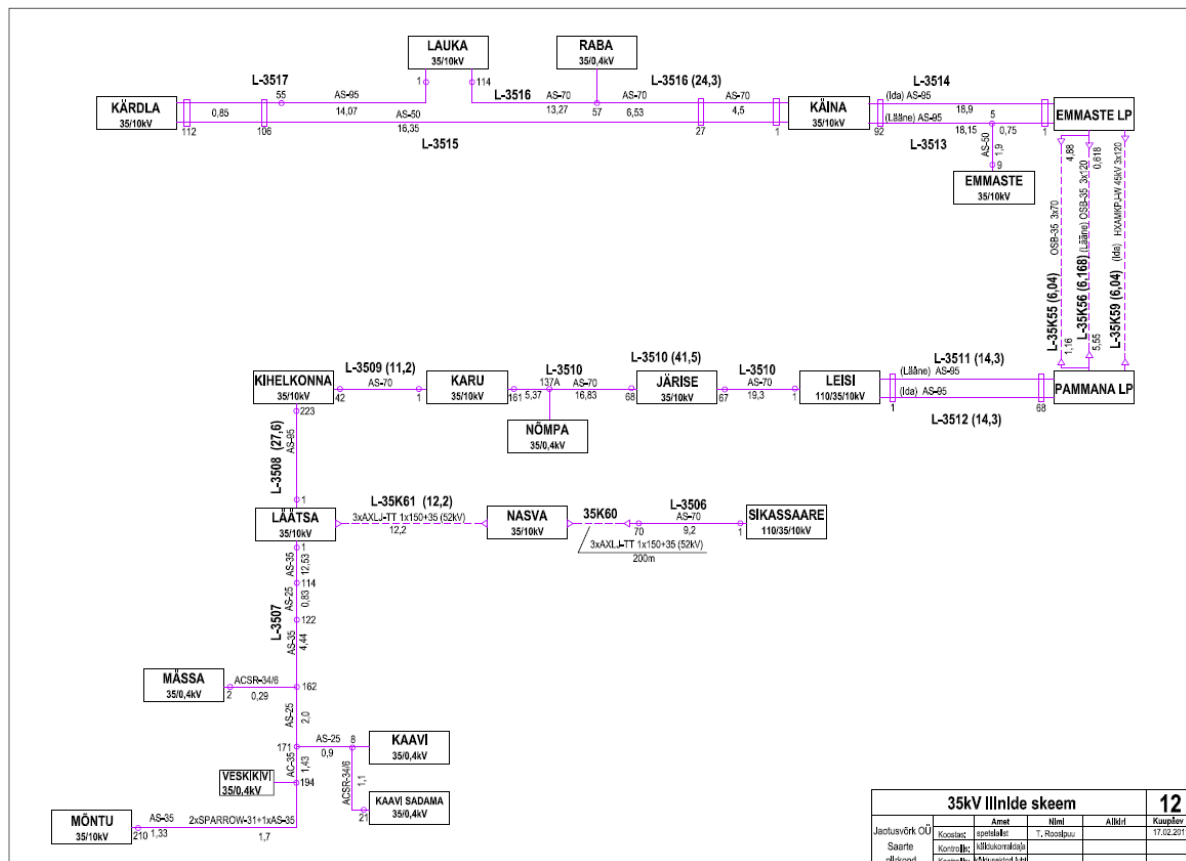 LAUKA
35/10kV
RABA
35/0,4kV
L-3517
1
114
L-3516
L-3516 (24,3)
L-3514
55
AS-95
AS-70
AS-70
AS-70
(Ida) AS-95
KÄRDLA
35/10kV
0,85
14,07
13,27
57
6,53
4,5
KÄINA
35/10kV
18,9
EMMASTE LP
AS-50
(Lääne) AS-95
5
112
106
16,35
27
1
92
18,15
0,75
1
L-3515
L-3513
AS-50
1,9
9
EMMASTE
35/10kV
4,88
0,618
OSB-35 3x70
(Lääne) OSB-35 3x120
(Ida) HXAMKPJ-W 45kV 3x120
L-35K55 (6,04)
L-35K56 (6,168)
L-35K59 (6,04)
1,16
5,55
L-3509 (11,2)
L-3510
L-3510 (41,5)
L-3510
L-3511 (14,3)
KIHELKONNA
35/10kV
AS-70
42
1
KARU
35/10kV
137A
AS-70
161
5,37
16,83
68
JÄRISE
35/10kV
AS-70
67
19,3
1
LEISI
110/35/10kV
(Lääne) AS-95
(Ida) AS-95
PAMMANA LP
1
68
L-3512 (14,3)
223
NÕMPA
35/0,4kV
L-3508 (27,6)
AS-95
1
L-35K61 (12,2)
35K60
L-3506
LÄÄTSA
35/10kV
3xAXLJ-TT 1x150+35 (52kV)
12,2
NASVA
35/10kV
AS-70
70
9,2
1
SIKASSAARE
110/35/10kV
3xAXLJ-TT 1x150+35 (52kV)
200m
1
AS-35
12,53
114
AS-25
0,83
L-3507
122
AS-35
4,44
MÄSSA
35/0,4kV
ACSR-34/6
2
0,29
162
AS-25
2,0
171
AS-25
8
0,9
KAAVI
35/0,4kV
AC-35
1,43
VESKIKIVI
35/0,4kV
194
ACSR-34/6
1,1
21
KAAVI SADAMA
35/0,4kV
MÕNTU
35/10kV
AS-35
2xSPARROW-31+1xAS-35
210
1,33
1,7
35kV liinide skeem
12
Amet
Nimi
Allkiri
Kuupäev
Jaotusvõrk OÜ
Koostas:
spetsialist
T. Roosipuu
Saarte
Kontrollis:
käidukorraldaja
piirkond
Kontrollis: